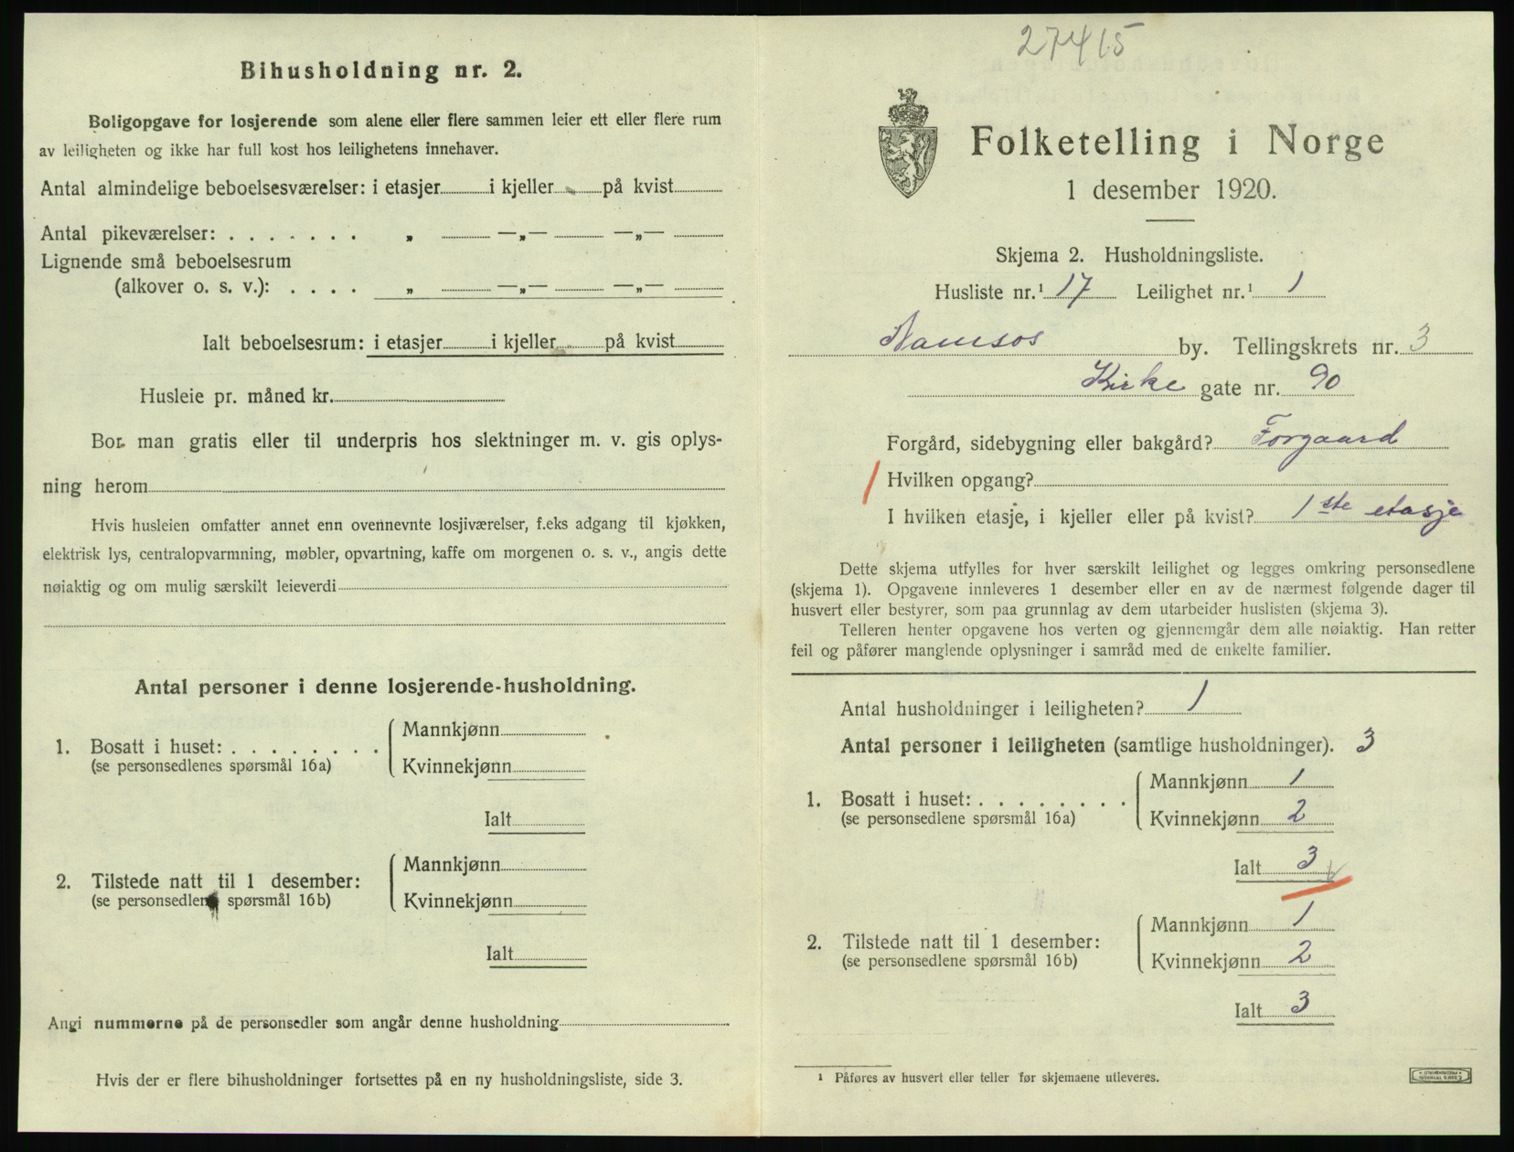 Bihusholdning nr. 2.
Boligopgave for losjerende som alene eller flere sammen leier ett eller flere rum
av leiligheten og ikke har full kost hos leilighetens innehaver.
Antal almindelige beboelsesværelser: i etasjer i kjeller på kvist
Antal pikeværelser: . . . . . . . „ —„— —„—
Lignende små beboelsesrum
(alkover o. s. v.): . . . . „ —„— —„—
Ialt beboelsesrum: i etasjer i kjeller på kvist
Husleie pr. måned kr.
Bor man gratis eller til underpris hos slektninger m. v. gis oplys-
ning herom
Hvis husleien omfatter annet enn ovennevnte losjiværelser, f.eks adgang til kjøkken,
elektrisk lys, centralopvarmning, møbler, opvartning, kaffe om morgenen o. s. v., angis dette
nøiaktig og om mulig særskilt leieverdi
Antal personer i denne losjerende-husholdning.
1. Bosatt i huset: . . . . . . . .
(se personsedlenes spørsmål 16a)
Mannkjønn
Kvinnekjønn
Ialt
2. Tilstede natt til 1 desember:
(se personsedlene spørsmål 16b)
Mannkjønn
Kvinnekjønn
Ialt
Angi nummerne på de personsedler som angår denne husholdning
Hvis der er flere bihusholdninger fortsettes på en ny husholdningsliste, side 3.
27415
Folketelling i Norge
1 desember 1920.
Skjema 2. Husholdningsliste.
Husliste nr.¹ 17 Leilighet nr.¹ 1
Namsos by. Tellingskrets nr. 3
Kirke gate nr. 90
Forgård, sidebygning eller bakgård? Forgaard
Hvilken opgang?
I hvilken etasje, i kjeller eller på kvist? 1ste etasje
Dette skjema utfylles for hver særskilt leilighet og legges omkring personsedlene
(skjema 1). Opgavene innleveres 1 desember eller en av de nærmest følgende dager til
husvert eller bestyrer, som paa grunnlag av dem utarbeider huslisten (skjema 3).
Telleren henter opgavene hos verten og gjennemgår dem alle nøiaktig. Han retter
feil og påfører manglende oplysninger i samråd med de enkelte familier.
Antal husholdninger i leiligheten? 1
Antal personer i leiligheten (samtlige husholdninger). 3
1. Bosatt i huset: . . . . . . . .
(se personsedlene spørsmål 16a)
Mannkjønn 1
Kvinnekjønn 2
Ialt 3
2. Tilstede natt til 1 desember:
(se personsedlene spørsmål 16b)
Mannkjønn 1
Kvinnekjønn 2
Ialt 3
¹ Påføres av husvert eller teller før skjemaene utleveres.